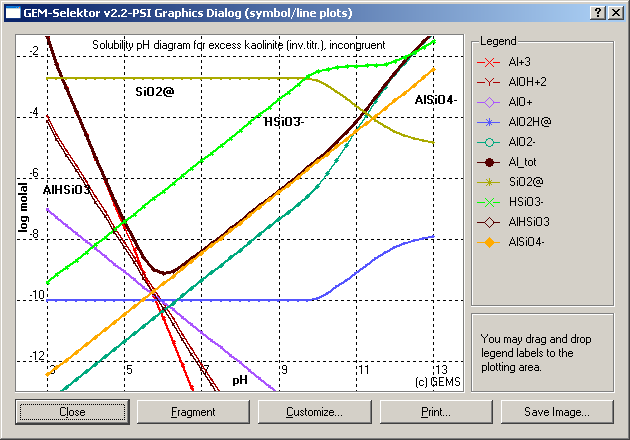 GEM-Selektor v2.2-PSI Graphics Dialog (symbol/line plots)
Solubility pH diagram for excess kaolinite (inv.titr.), incongruent
-2
-4
-6
-8
-10
-12
log molal
SiO2@
HSiO3-
AlSiO4-
AlHSiO3
3
5
7
9
11
13
pH
(c) GEMS
Legend
Al+3
AlOH+2
AlO+
AlO2H@
AlO2-
Al_tot
SiO2@
HSiO3-
AlHSiO3
AlSiO4-
You may drag and drop
legend labels to the
plotting area.
Close
Fragment
Customize...
Print...
Save Image...